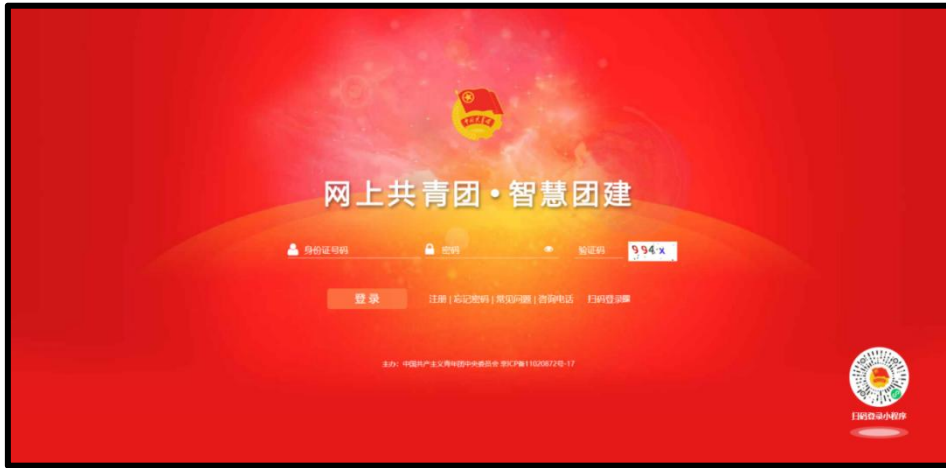 网上共青团·智慧团建
身份证号码 密码 验证码 994x
登录 注册 | 忘记密码 | 常见问题 | 咨询电话 扫码登录
主办：中国共产主义青年团中央委员会 京ICP备11020872号-17
扫码登录小程序